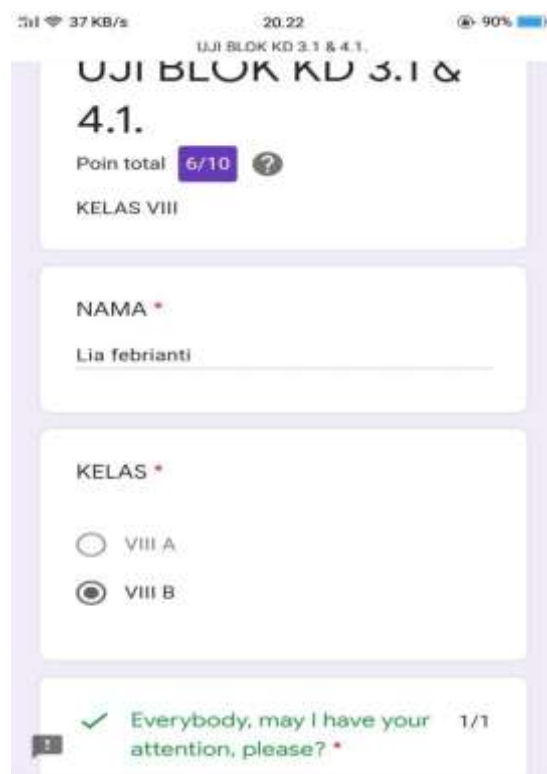 37 KB/s 20.22 90%
UJI BLOK KD 3.1 & 4.1.
UJI BLOK KD 3.1 &
4.1.
Poin total 6/10 ?
KELAS VIII
NAMA *
Lia febrianti
KELAS *
VIII A
VIII B
Everybody, may I have your 1/1
attention, please? *